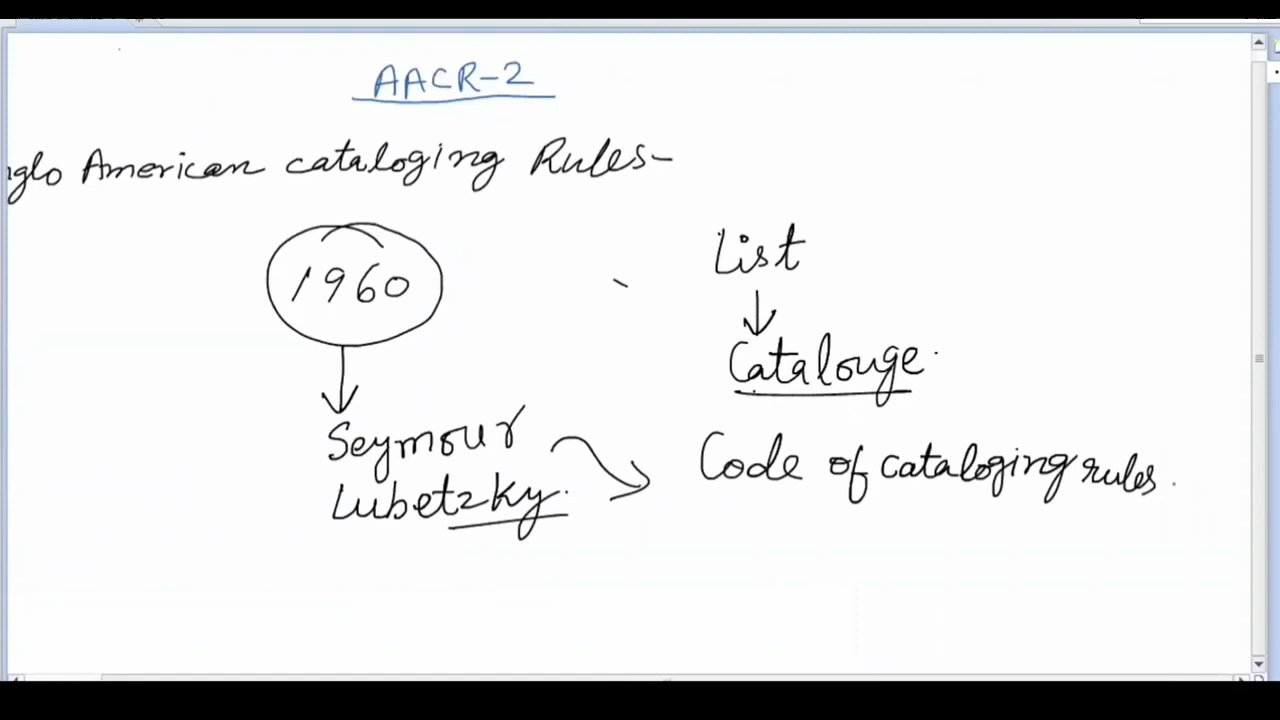 AACR-2
nglo American cataloging Rules-
1960
List
Catalouge
Seymour
Lubetzky.
Code of cataloging rules.